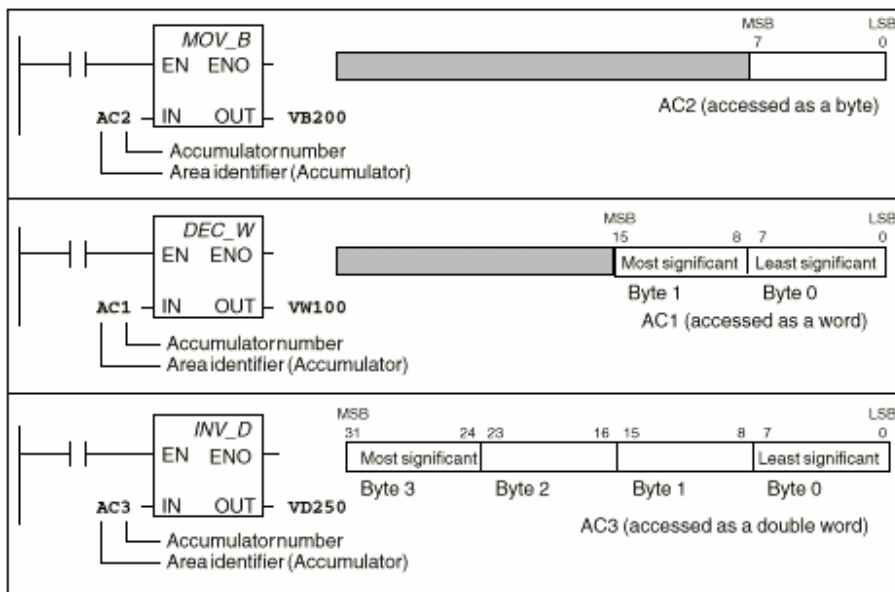 MOV_B
EN ENO
AC2 IN OUT VB200
Accumulator number
Area identifier (Accumulator)
MSB LSB
7 0
AC2 (accessed as a byte)
DEC_W
EN ENO
AC1 IN OUT VW100
Accumulator number
Area identifier (Accumulator)
MSB LSB
15 8 7 0
Most significant Least significant
Byte 1 Byte 0
AC1 (accessed as a word)
INV_D
EN ENO
AC3 IN OUT VD250
Accumulator number
Area identifier (Accumulator)
MSB LSB
31 24 23 16 15 8 7 0
Most significant Least significant
Byte 3 Byte 2 Byte 1 Byte 0
AC3 (accessed as a double word)